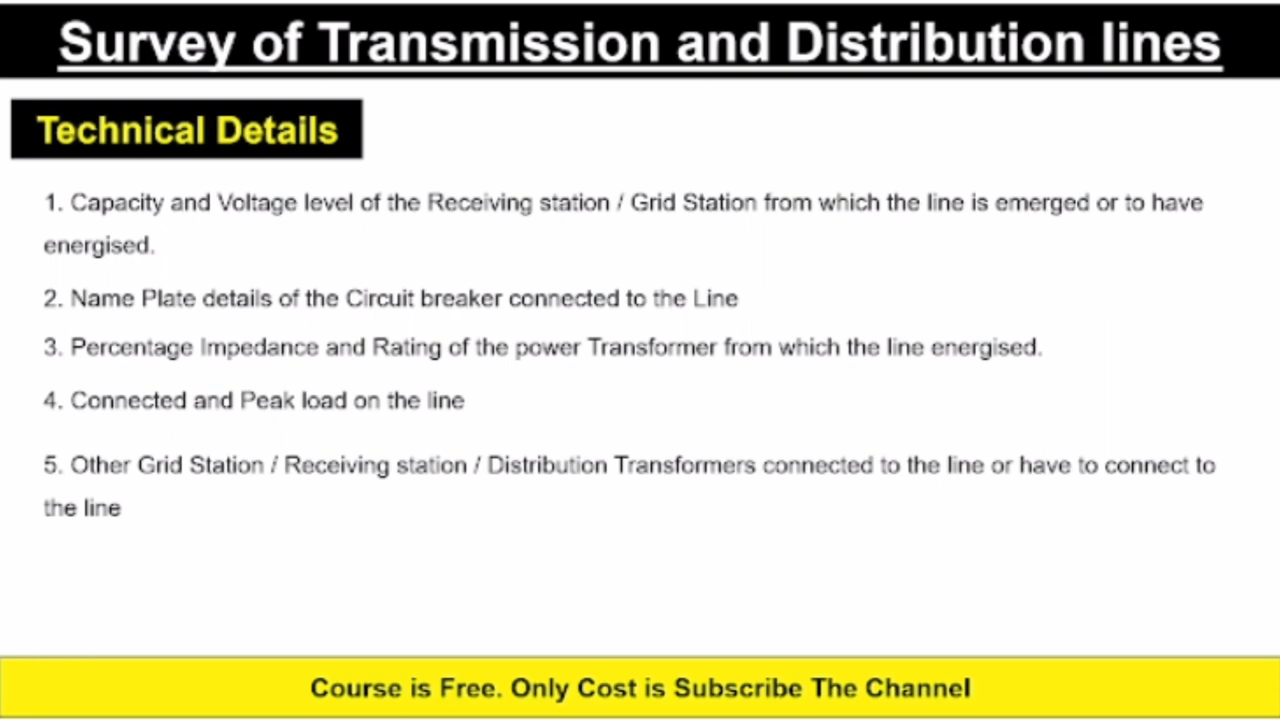 Survey of Transmission and Distribution lines
Technical Details
1. Capacity and Voltage level of the Receiving station / Grid Station from which the line is emerged or to have
energised.
2. Name Plate details of the Circuit breaker connected to the Line
3. Percentage Impedance and Rating of the power Transformer from which the line energised.
4. Connected and Peak load on the line
5. Other Grid Station / Receiving station / Distribution Transformers connected to the line or have to connect to
the line
Course is Free. Only Cost is Subscribe The Channel